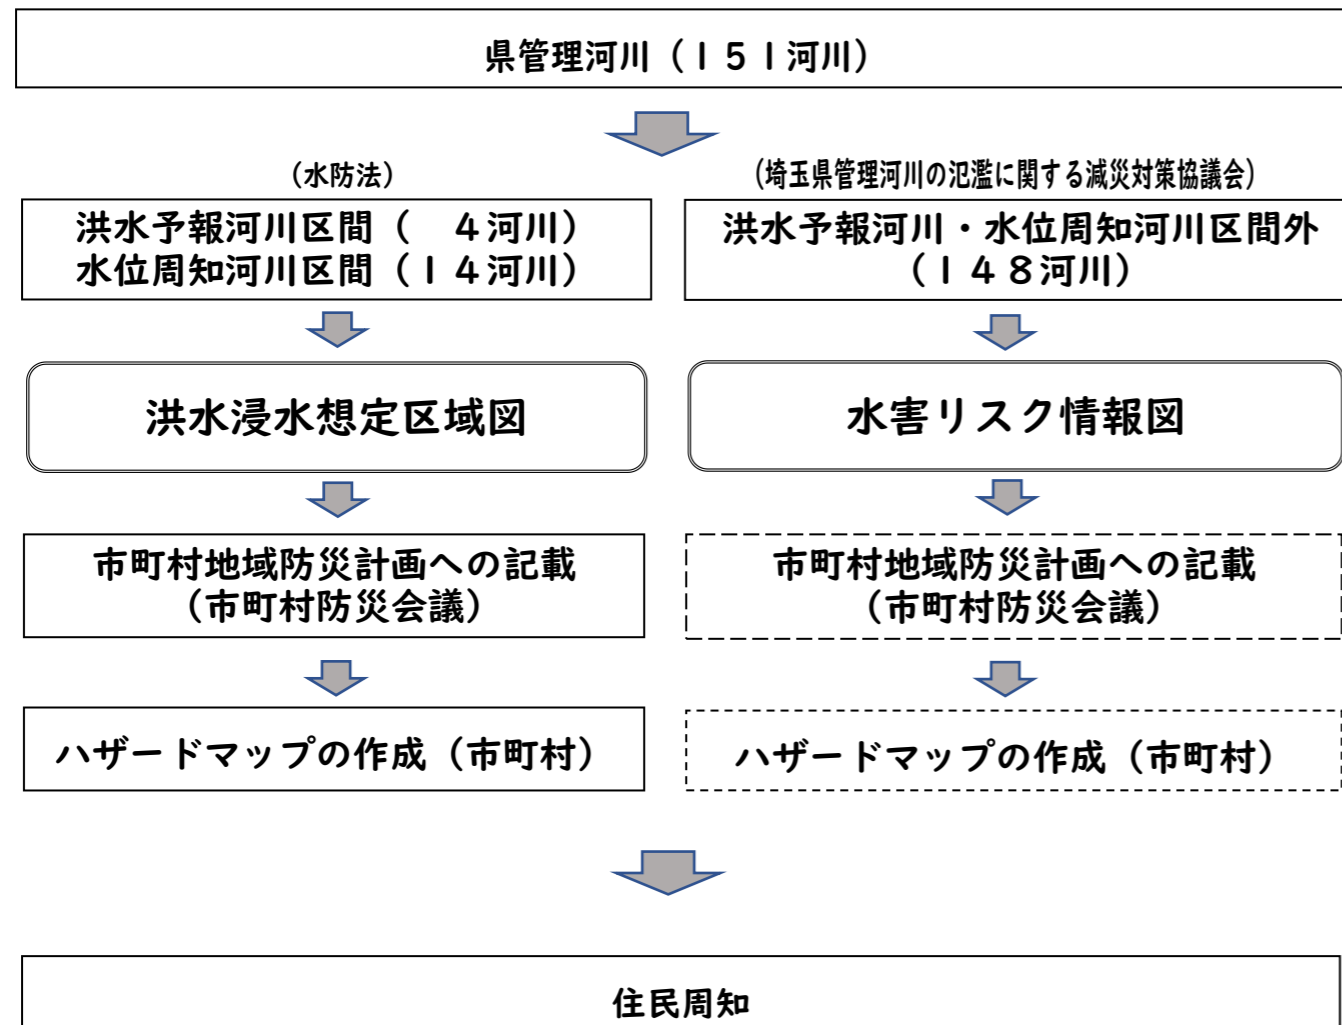 県管理河川（１５１河川）
（水防法）
洪水予報河川区間（　４河川）
水位周知河川区間（１４河川）
（埼玉県管理河川の氾濫に関する減災対策協議会）
洪水予報河川・水位周知河川区間外
（１４８河川）
洪水浸水想定区域図
水害リスク情報図
市町村地域防災計画への記載
（市町村防災会議）
市町村地域防災計画への記載
（市町村防災会議）
ハザードマップの作成（市町村）
ハザードマップの作成（市町村）
住民周知